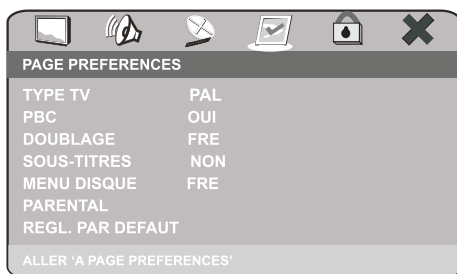 PAGE PREFERENCES
TYPE TV PAL
PBC OUI
DOUBLAGE FRE
SOUS-TITRES NON
MENU DISQUE FRE
PARENTAL
REGL. PAR DEFAUT
ALLER 'A PAGE PREFERENCES'